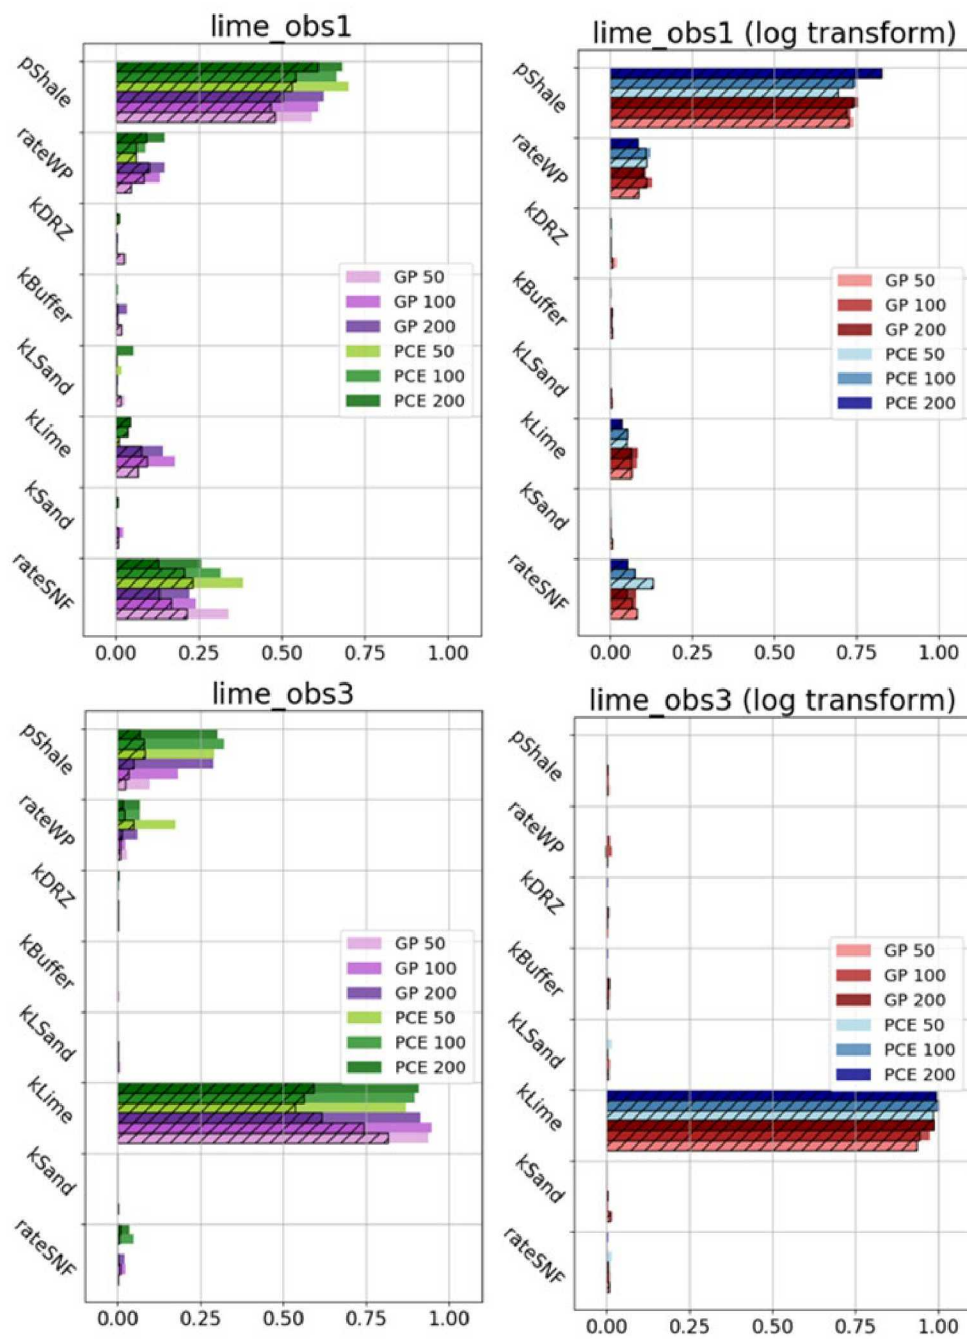 lime_obs1
pShale
rateWP
kDRZ
kBuffer
kLSand
kLime
kSand
rateSNF
GP 50
GP 100
GP 200
PCE 50
PCE 100
PCE 200
0.00 0.25 0.50 0.75 1.00
lime_obs1 (log transform)
pShale
rateWP
kDRZ
kBuffer
kLSand
kLime
kSand
rateSNF
GP 50
GP 100
GP 200
PCE 50
PCE 100
PCE 200
0.00 0.25 0.50 0.75 1.00
lime_obs3
pShale
rateWP
kDRZ
kBuffer
kLSand
kLime
kSand
rateSNF
GP 50
GP 100
GP 200
PCE 50
PCE 100
PCE 200
0.00 0.25 0.50 0.75 1.00
lime_obs3 (log transform)
pShale
rateWP
kDRZ
kBuffer
kLSand
kLime
kSand
rateSNF
GP 50
GP 100
GP 200
PCE 50
PCE 100
PCE 200
0.00 0.25 0.50 0.75 1.00